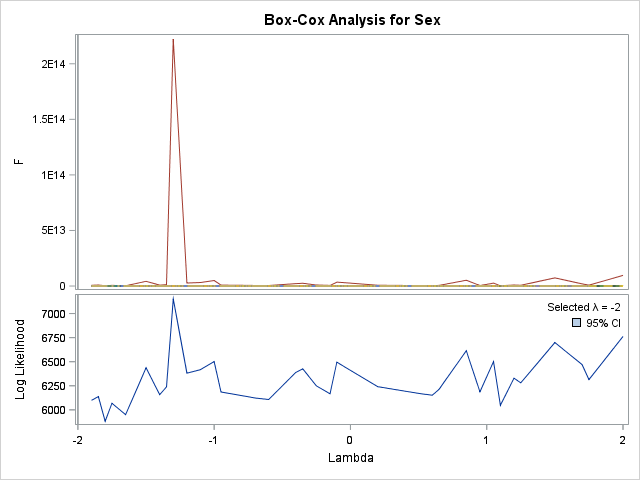 Box-Cox Analysis for Sex
2E14
1.5E14
1E14
5E13
0
F
Selected λ = -2
95% CI
7000
6750
6500
6250
6000
Log Likelihood
-2 -1 0 1 2
Lambda